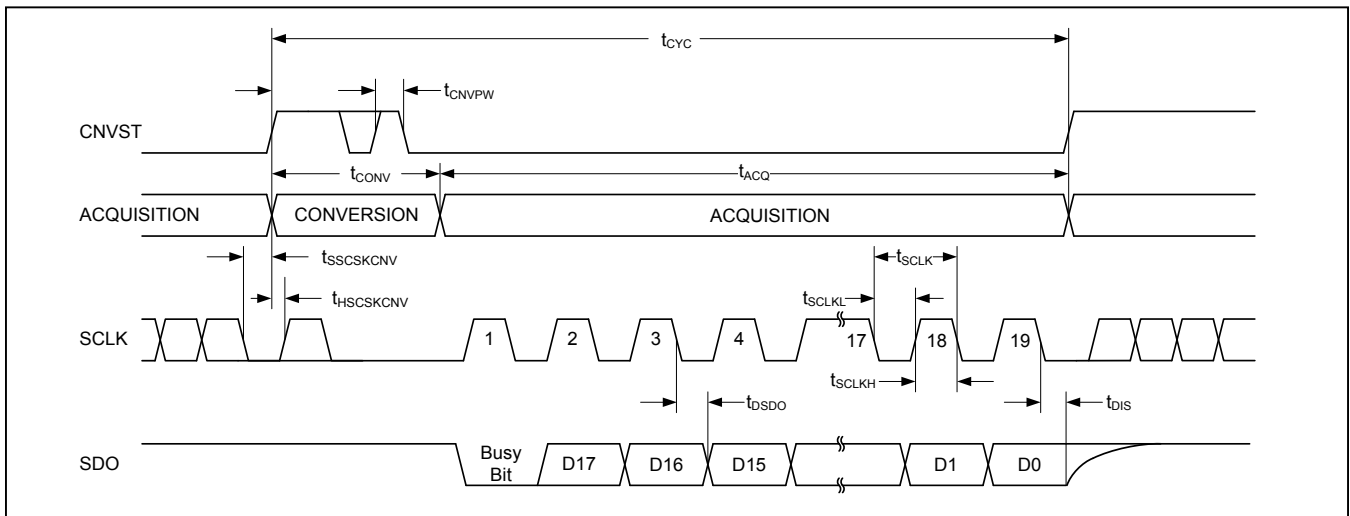 tCYC
tCNVPW
CNVST
tCONV
tACQ
ACQUISITION CONVERSION ACQUISITION
tSSCSKCNV
tSCLK
tHSCSKCNV
tSCLKL
SCLK 1 2 3 4 17 18 19
tSCLKH
tDSDO
tDIS
SDO Busy Bit D17 D16 D15 D1 D0